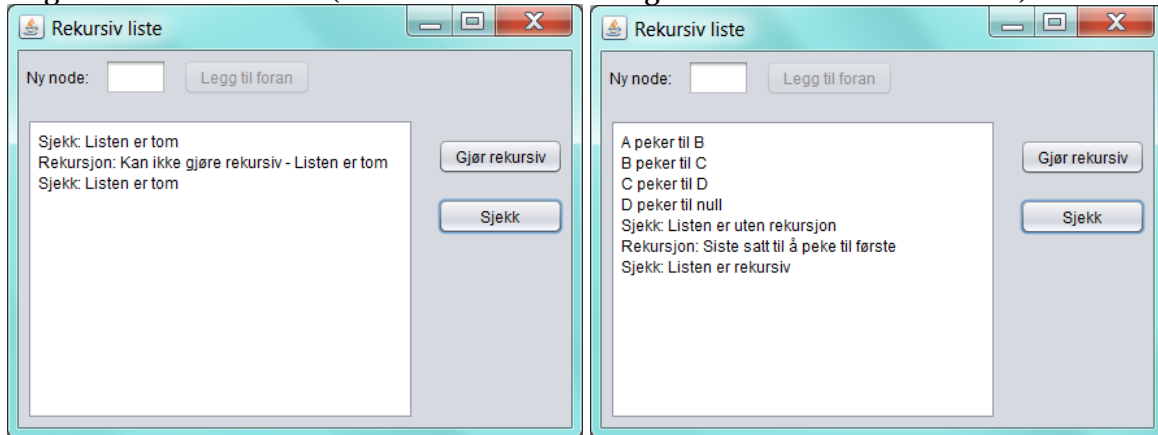 Rekursiv liste
Ny node:
Legg til foran
Sjekk: Listen er tom
Rekursjon: Kan ikke gjøre rekursiv - Listen er tom
Sjekk: Listen er tom
Gjør rekursiv
Sjekk
Rekursiv liste
Ny node:
Legg til foran
A peker til B
B peker til C
C peker til D
D peker til null
Sjekk: Listen er uten rekursjon
Rekursjon: Siste satt til å peke til første
Sjekk: Listen er rekursiv
Gjør rekursiv
Sjekk